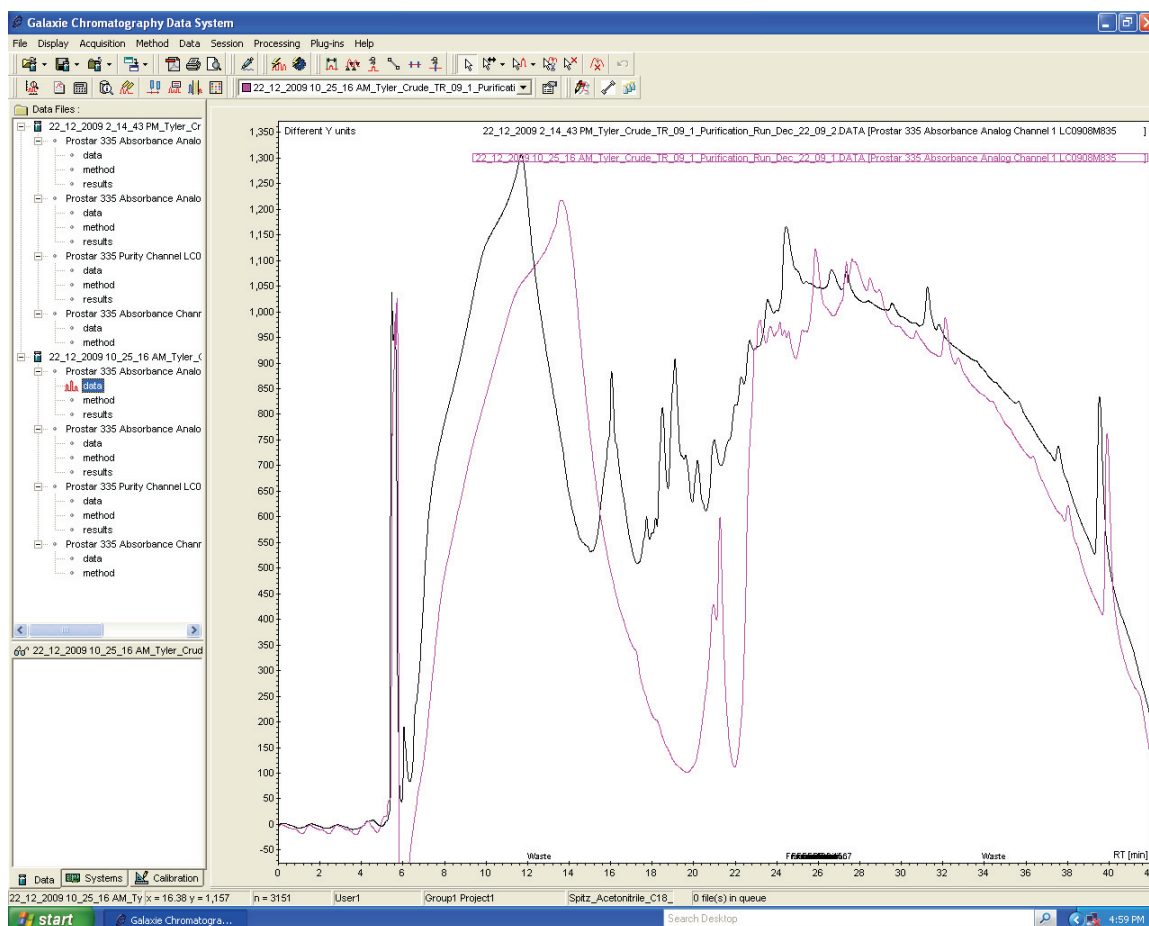 Galaxie Chromatography Data System
File Display Acquisition Method Data Session Processing Plug-ins Help
22_12_2009 10_25_16 AM_Tyler_Crude_TR_09_1_Purificati
Data Files :
22_12_2009 2_14_43 PM_Tyler_Cr
Prostar 335 Absorbance Analo
data
method
results
Prostar 335 Absorbance Analo
data
method
results
Prostar 335 Purity Channel LC0
data
method
results
Prostar 335 Absorbance Chann
data
method
22_12_2009 10_25_16 AM_Tyler_C
Prostar 335 Absorbance Analo
data
method
results
Prostar 335 Absorbance Analo
data
method
results
Prostar 335 Purity Channel LC0
data
method
results
Prostar 335 Absorbance Chann
data
method
22_12_2009 10_25_16 AM_Tyler_Crud
Data Systems Calibration
Different Y units
22_12_2009 2_14_43 PM_Tyler_Crude_TR_09_1_Purification_Run_Dec_22_09_2.DATA [Prostar 335 Absorbance Analog Channel 1 LC0908M835 ]
22_12_2009 10_25_16 AM_Tyler_Crude_TR_09_1_Purification_Run_Dec_22_09_1.DATA [Prostar 335 Absorbance Analog Channel 1 LC0908M835 ]
1,350
1,300
1,250
1,200
1,150
1,100
1,050
1,000
950
900
850
800
750
700
650
600
550
500
450
400
350
300
250
200
150
100
50
0
-50
Waste Waste RT [min]
0 2 4 6 8 10 12 14 16 18 20 22 24 26 28 30 32 34 36 38 40 42
22_12_2009 10_25_16 AM_Ty x = 16.38 y = 1,157 n = 3151 User1 Group1 Project1 Spitz_Acetonitrile_C18_ 0 file(s) in queue
start Galaxie Chromatogra... Search Desktop 4:59 PM